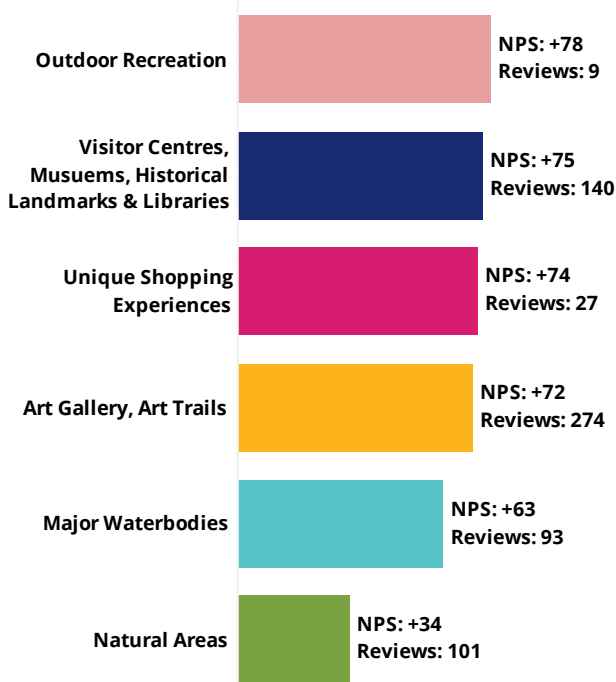 Outdoor Recreation
NPS: +78
Reviews: 9
Visitor Centres,
Musuems, Historical
Landmarks & Libraries
NPS: +75
Reviews: 140
Unique Shopping
Experiences
NPS: +74
Reviews: 27
Art Gallery, Art Trails
NPS: +72
Reviews: 274
Major Waterbodies
NPS: +63
Reviews: 93
Natural Areas
NPS: +34
Reviews: 101